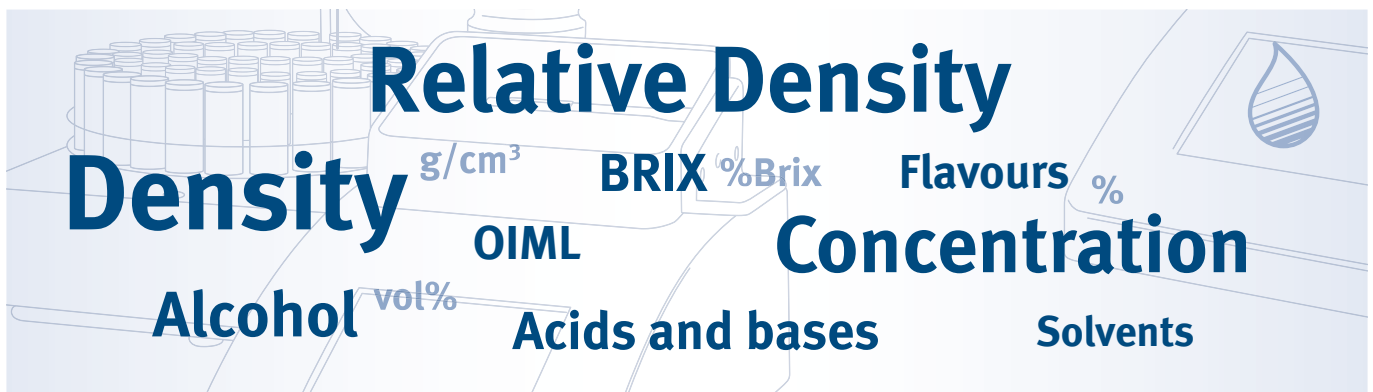 Relative Density
Density g/cm³ BRIX %Brix Flavours %
OIML Concentration
Alcohol vol% Acids and bases Solvents